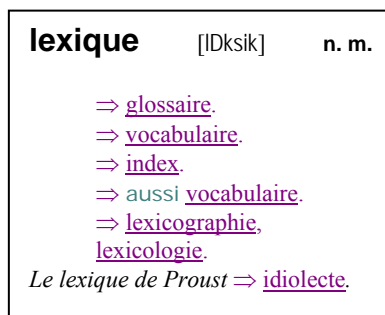 lexique [lDksik] n. m.
⇒ glossaire.
⇒ vocabulaire.
⇒ index.
⇒ aussi vocabulaire.
⇒ lexicographie,
lexicologie.
Le lexique de Proust ⇒ idiolecte.